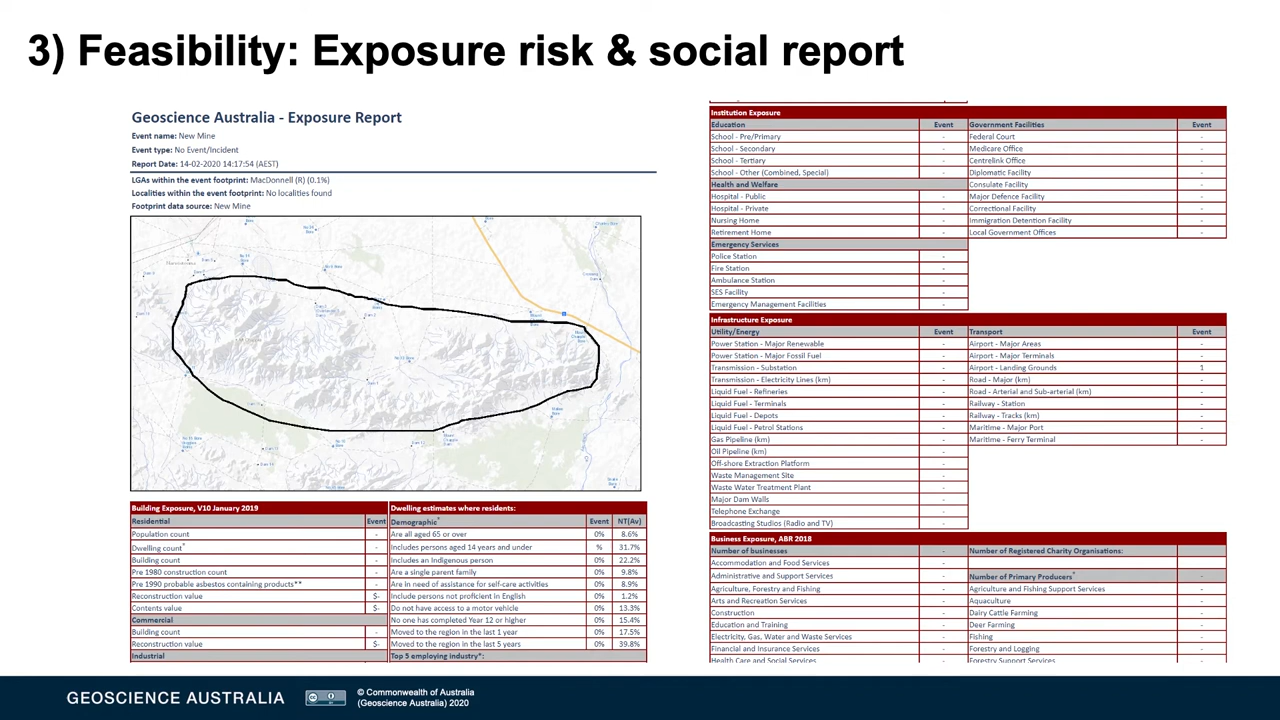 3) Feasibility: Exposure risk & social report
Geoscience Australia - Exposure Report
Event name: New Mine
Event type: No Event/Incident
Report Date: 14-02-2020 14:17:54 (AEST)
LGAs within the event footprint: MacDonnell (R) (0.1%)
Localities within the event footprint: No localities found
Footprint data source: New Mine
Building Exposure, V10 January 2019
Residential Event
Population count -
Dwelling count* -
Building count -
Pre 1980 construction count -
Pre 1990 probable asbestos containing products** -
Reconstruction value $-
Contents value $-
Commercial
Building count -
Reconstruction value $-
Industrial
Dwelling estimates where residents:
Demographic* Event NT(Av)
Are all aged 65 or over 0% 8.6%
Includes persons aged 14 years and under % 31.7%
Includes an Indigenous person 0% 22.2%
Are a single parent family 0% 9.8%
Are in need of assistance for self-care activities 0% 8.9%
Include persons not proficient in English 0% 1.2%
Do not have access to a motor vehicle 0% 13.3%
No one has completed Year 12 or higher 0% 15.4%
Moved to the region in the last 1 year 0% 17.5%
Moved to the region in the last 5 years 0% 39.8%
Top 5 employing industry*:
Institution Exposure
Education Event
School - Pre/Primary -
School - Secondary -
School - Tertiary -
School - Other (Combined, Special) -
Health and Welfare
Hospital - Public -
Hospital - Private -
Nursing Home -
Retirement Home -
Emergency Services
Police Station -
Fire Station -
Ambulance Station -
SES Facility -
Emergency Management Facilities -
Government Facilities Event
Federal Court -
Medicare Office -
Centrelink Office -
Diplomatic Facility -
Consulate Facility -
Major Defence Facility -
Correctional Facility -
Immigration Detention Facility -
Local Government Offices -
Infrastructure Exposure
Utility/Energy Event
Power Station - Major Renewable -
Power Station - Major Fossil Fuel -
Transmission - Substation -
Transmission - Electricity Lines (km) -
Liquid Fuel - Refineries -
Liquid Fuel - Terminals -
Liquid Fuel - Depots -
Liquid Fuel - Petrol Stations -
Gas Pipeline (km) -
Oil Pipeline (km) -
Off-shore Extraction Platform -
Waste Management Site -
Waste Water Treatment Plant -
Major Dam Walls -
Telephone Exchange -
Broadcasting Studios (Radio and TV) -
Transport Event
Airport - Major Areas -
Airport - Major Terminals -
Airport - Landing Grounds 1
Road - Major (km) -
Road - Arterial and Sub-arterial (km) -
Railway - Station -
Railway - Tracks (km) -
Maritime - Major Port -
Maritime - Ferry Terminal -
Business Exposure, ABR 2018
Number of businesses -
Accommodation and Food Services -
Administrative and Support Services -
Agriculture, Forestry and Fishing -
Arts and Recreation Services -
Construction -
Education and Training -
Electricity, Gas, Water and Waste Services -
Financial and Insurance Services -
Health Care and Social Services
Number of Registered Charity Organisations:
Number of Primary Producers* -
Agriculture and Fishing Support Services -
Aquaculture -
Dairy Cattle Farming -
Deer Farming -
Fishing -
Forestry and Logging -
Forestry Support Services
GEOSCIENCE AUSTRALIA
© Commonwealth of Australia
(Geoscience Australia) 2020